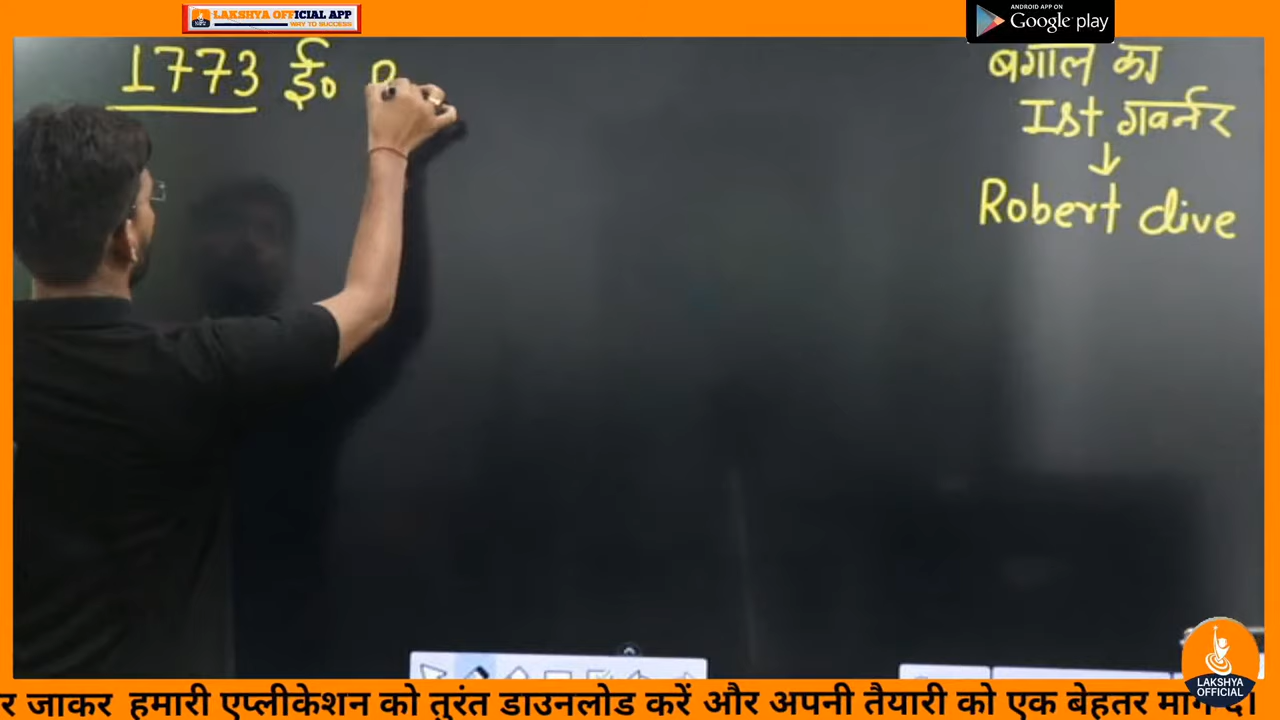 LAKSHYA OFFICIAL APP
WAY TO SUCCESS
ANDROID APP ON
Google play
1773 ई०
बगाल का
Ist गवर्नर
Robert clive
LAKSHYA
OFFICIAL
र जाकर हमारी एप्लीकेशन को तुरंत डाउनलोड करें और अपनी तैयारी को एक बेहतर